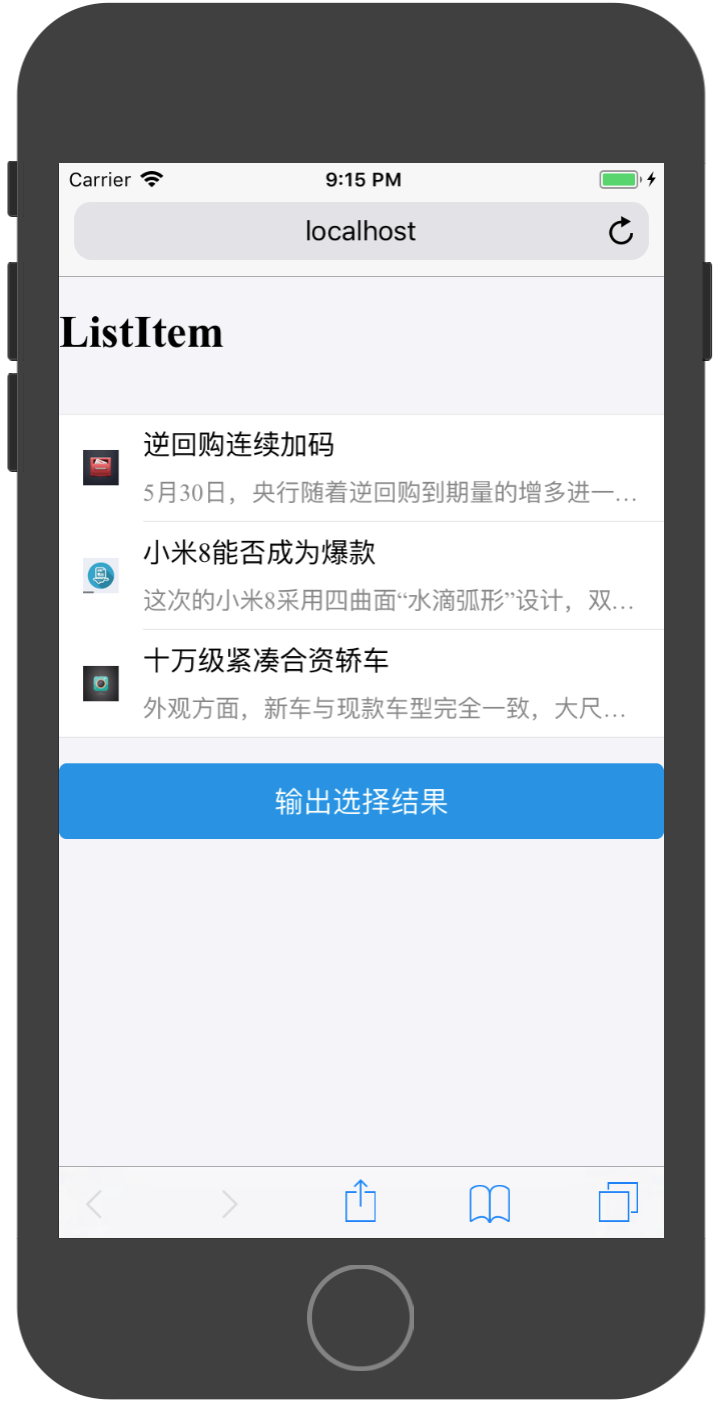 Carrier 9:15 PM
localhost
ListItem
逆回购连续加码
5月30日，央行随着逆回购到期量的增多进一…
小米8能否成为爆款
这次的小米8采用四曲面“水滴弧形”设计，双…
十万级紧凑合资轿车
外观方面，新车与现款车型完全一致，大尺…
输出选择结果